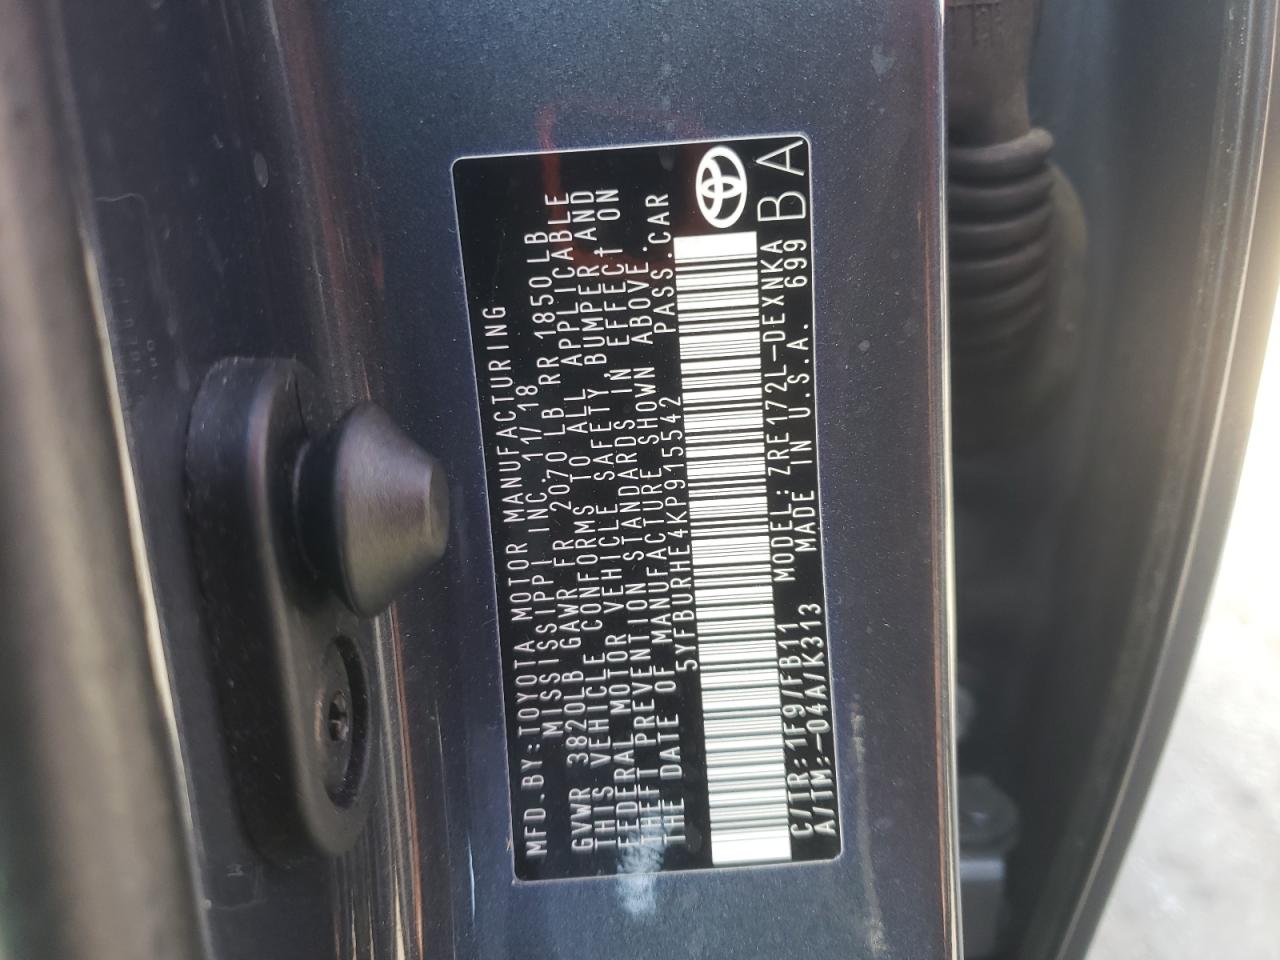 MFD.BY:TOYOTA MOTOR MANUFACTURING
MISSISSIPPI INC. 11/18
GVWR 3820LB GAWR FR 2070 LB RR 1850LB
THIS VEHICLE CONFORMS TO ALL APPLICABLE
FEDERAL MOTOR VEHICLE SAFETY,BUMPER AND
THEFT PREVENTION STANDARDS IN EFFECT ON
THE DATE OF MANUFACTURE SHOWN ABOVE.
5YFBURHE4KP915542 PASS.CAR
C/TR:1F9/FB11 MODEL:ZRE172L-DEXNKA
A/TM:-04A/K313 MADE IN U.S.A. 699
BA